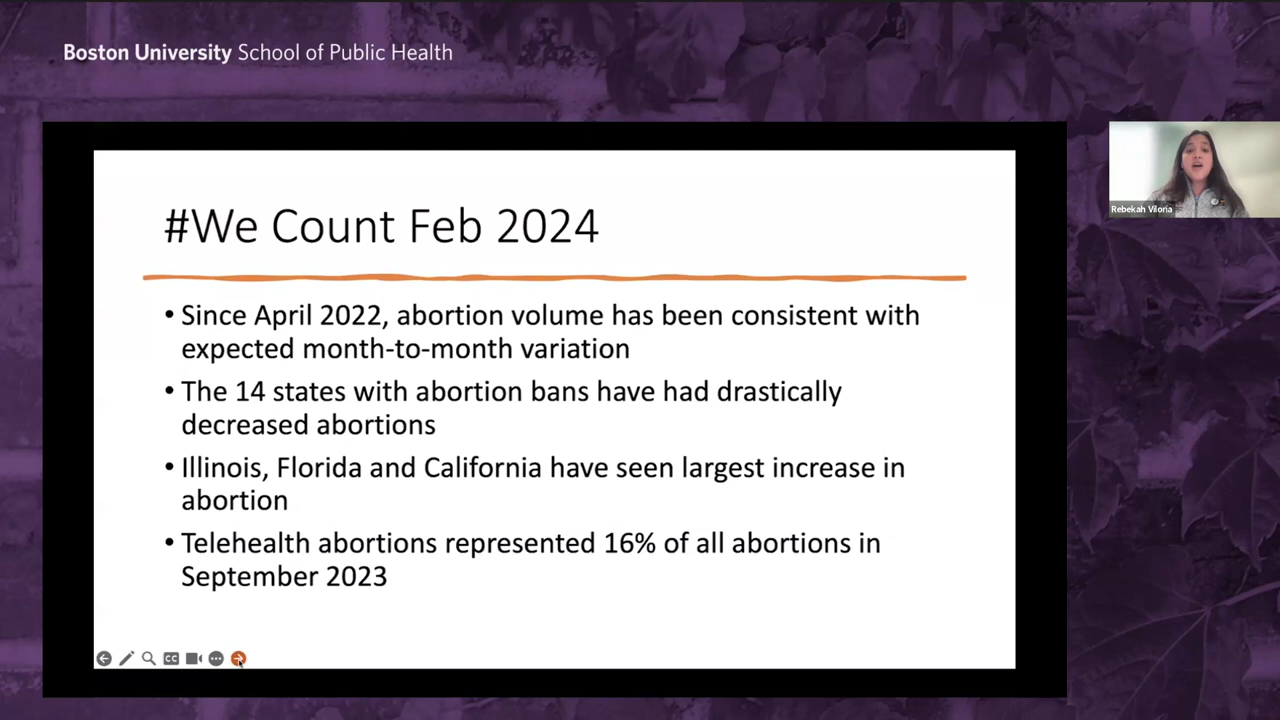 Boston University School of Public Health
#We Count Feb 2024
• Since April 2022, abortion volume has been consistent with
expected month-to-month variation
• The 14 states with abortion bans have had drastically
decreased abortions
• Illinois, Florida and California have seen largest increase in
abortion
• Telehealth abortions represented 16% of all abortions in
September 2023
CC
Rebekah Viloria